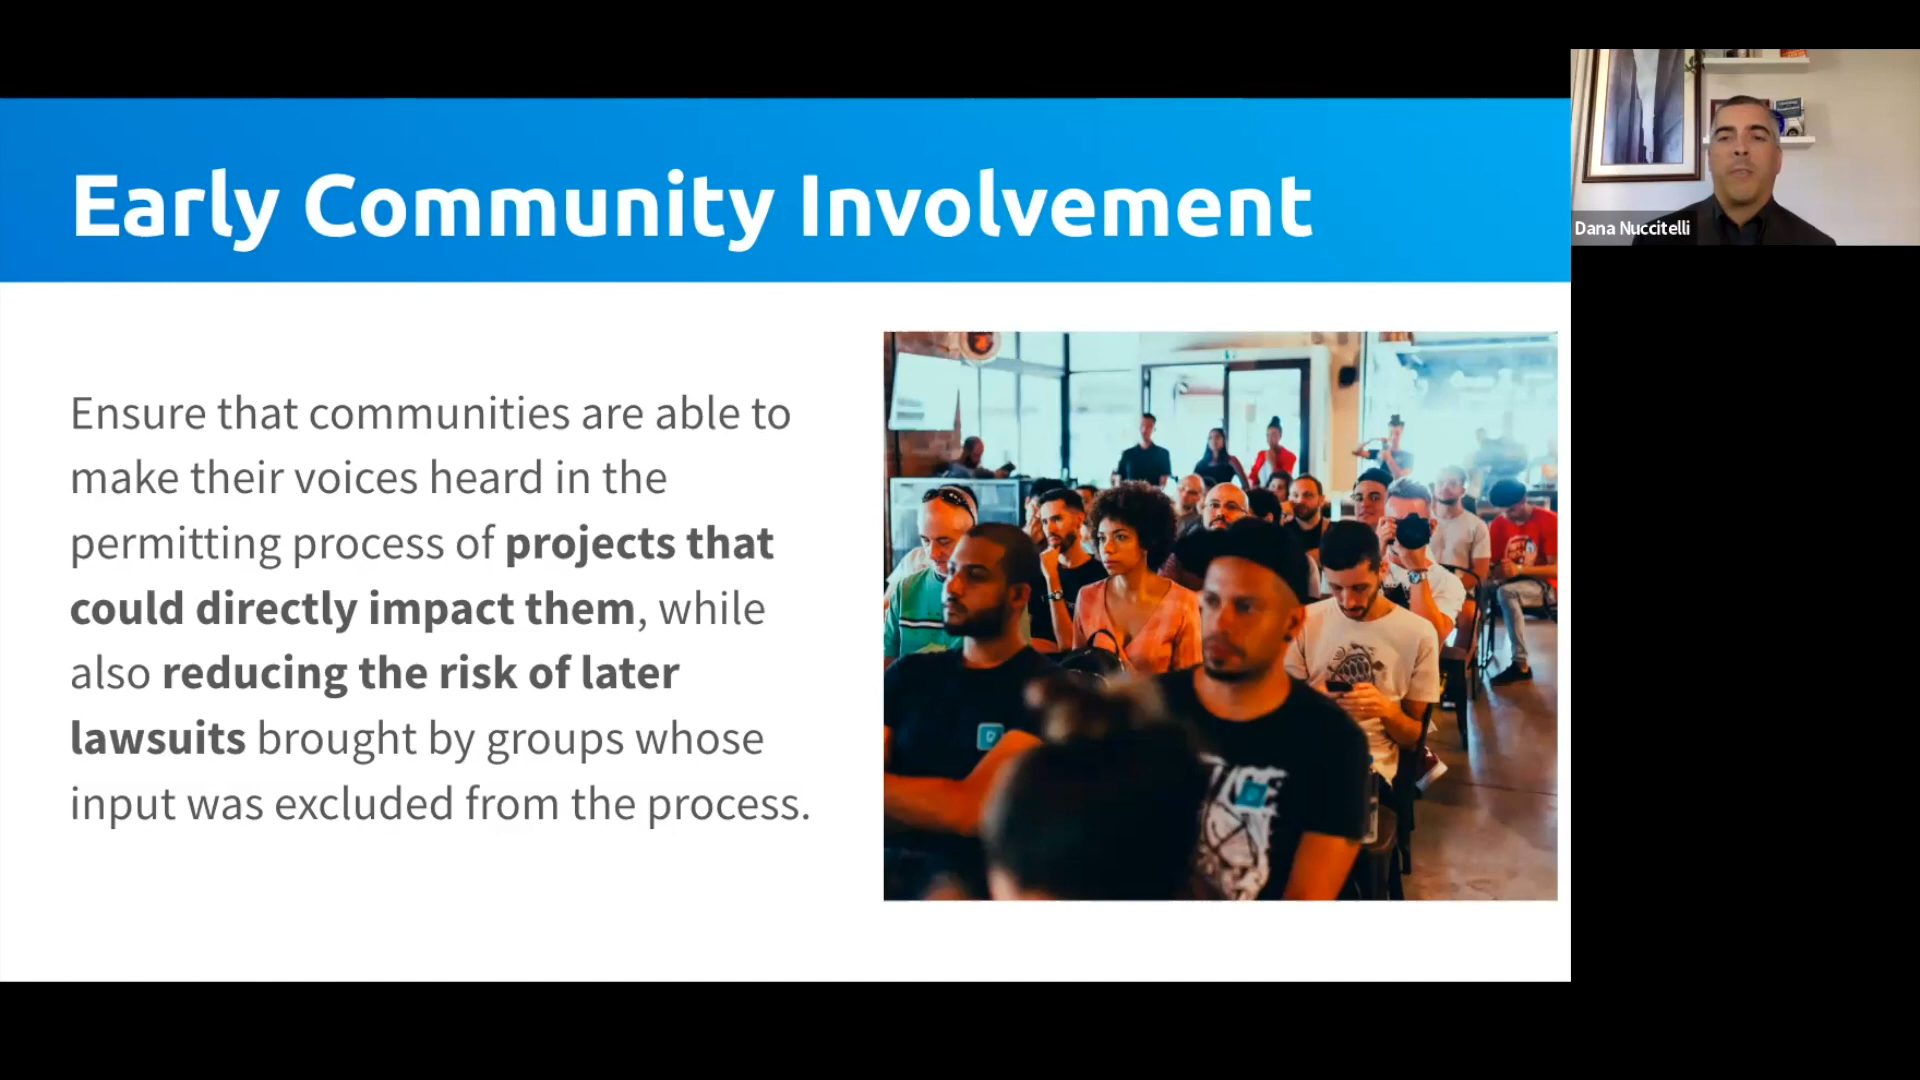 Early Community Involvement
Dana Nuccitelli
Ensure that communities are able to
make their voices heard in the
permitting process of projects that
could directly impact them, while
also reducing the risk of later
lawsuits brought by groups whose
input was excluded from the process.